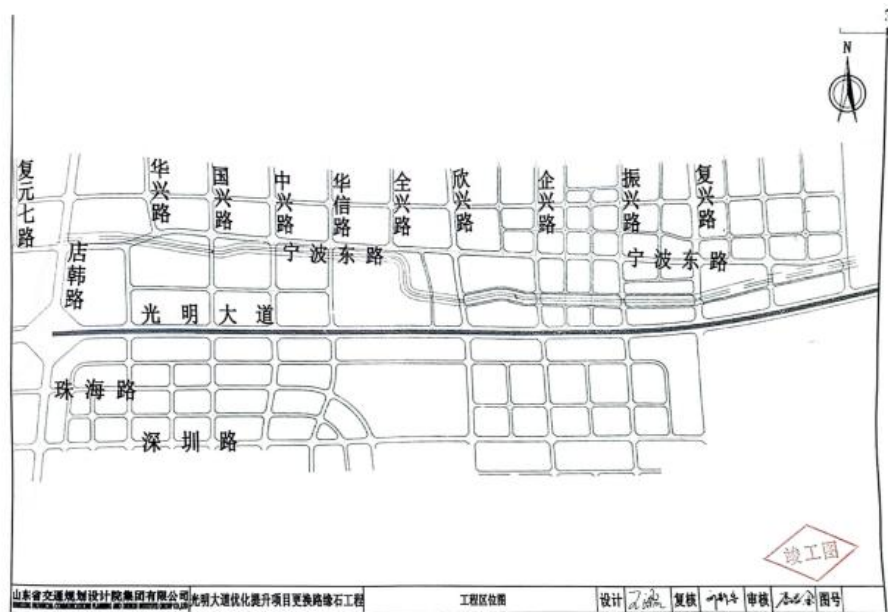 N
复元七路
华兴路
国兴路
中兴路
华信路
全兴路
欣兴路
企兴路
振兴路
复兴路
店韩路
宁波东路
宁波东路
光明大道
珠海路
深圳路
竣工图
山东省交通规划设计院集团有限公司 光明大道优化提升项目更换路缘石工程 工程区位图 设计 复核 审核 图号